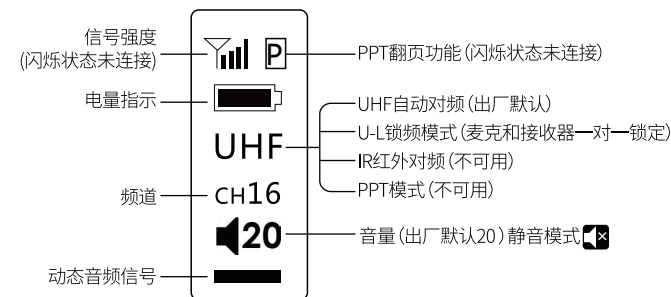 信号强度
(闪烁状态未连接)
电量指示
频道
动态音频信号
P
UHF
CH16
20
PPT翻页功能(闪烁状态未连接)
UHF自动对频(出厂默认)
U-L锁频模式(麦克和接收器一对一锁定)
IR红外对频(不可用)
PPT模式(不可用)
音量(出厂默认20)静音模式